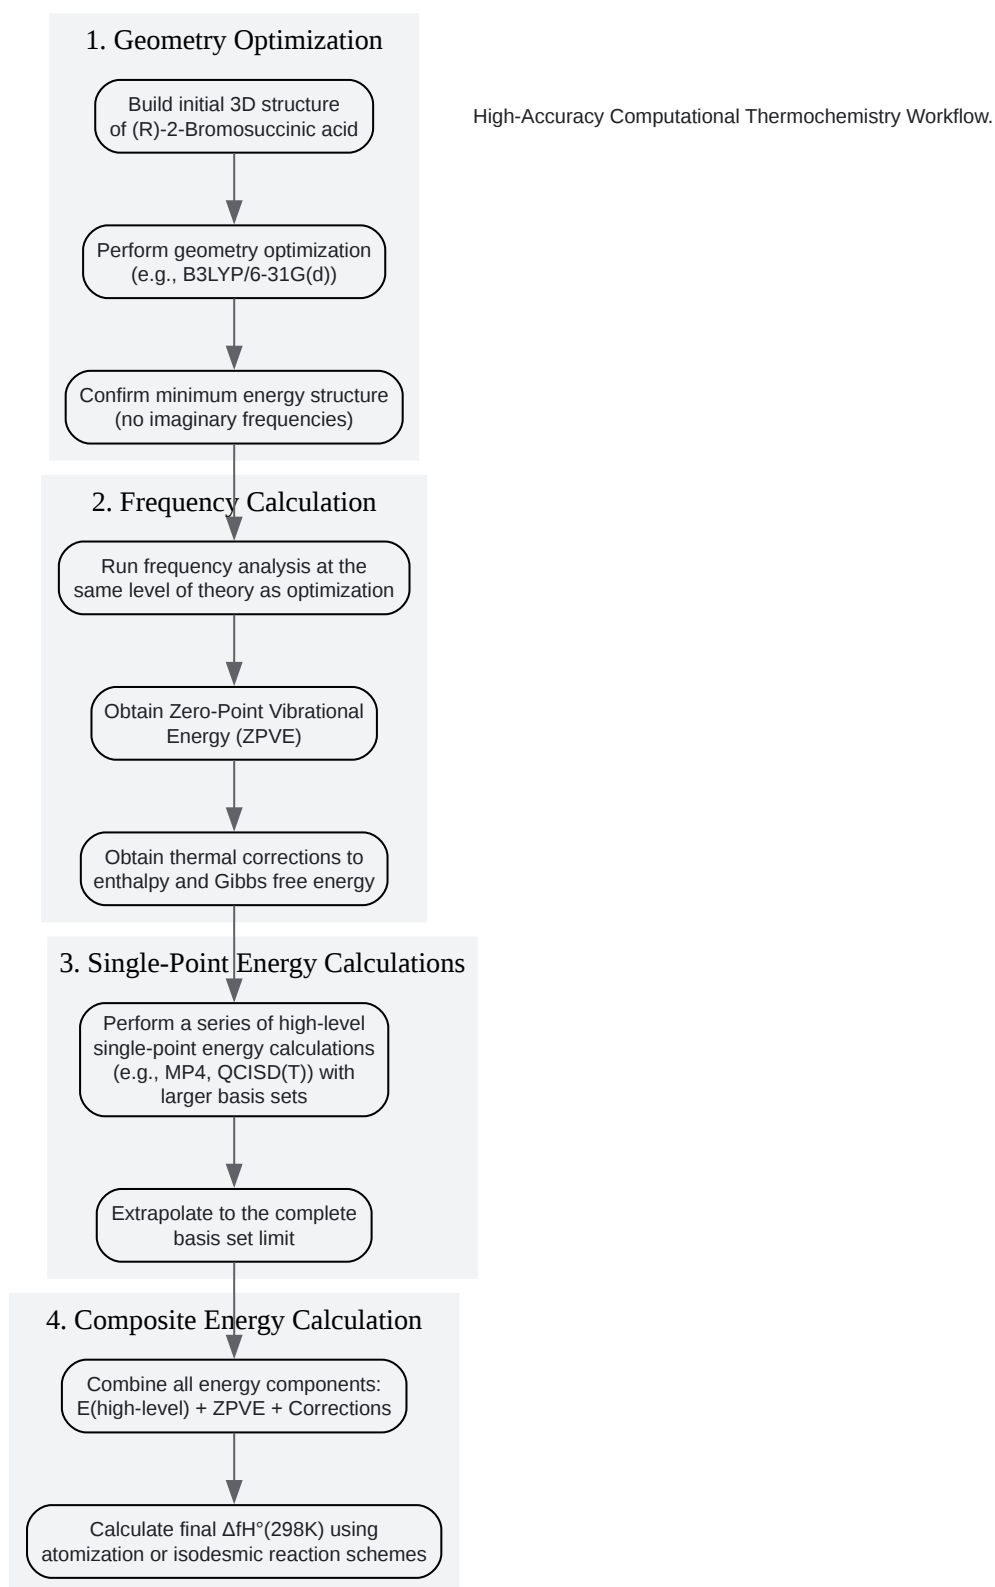 1. Geometry Optimization
Build initial 3D structure
of (R)-2-Bromosuccinic acid
High-Accuracy Computational Thermochemistry Workflow.
Perform geometry optimization
(e.g., B3LYP/6-31G(d))
Confirm minimum energy structure
(no imaginary frequencies)
2. Frequency Calculation
Run frequency analysis at the
same level of theory as optimization
Obtain Zero-Point Vibrational
Energy (ZPVE)
Obtain thermal corrections to
enthalpy and Gibbs free energy
3. Single-Point Energy Calculations
Perform a series of high-level
single-point energy calculations
(e.g., MP4, QCISD(T)) with
larger basis sets
Extrapolate to the complete
basis set limit
4. Composite Energy Calculation
Combine all energy components:
E(high-level) + ZPVE + Corrections
Calculate final ΔfH°(298K) using
atomization or isodesmic reaction schemes